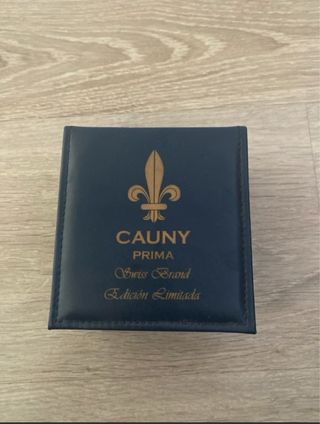 CAUNY
PRIMA
Swiss Brand
Edición Limitada